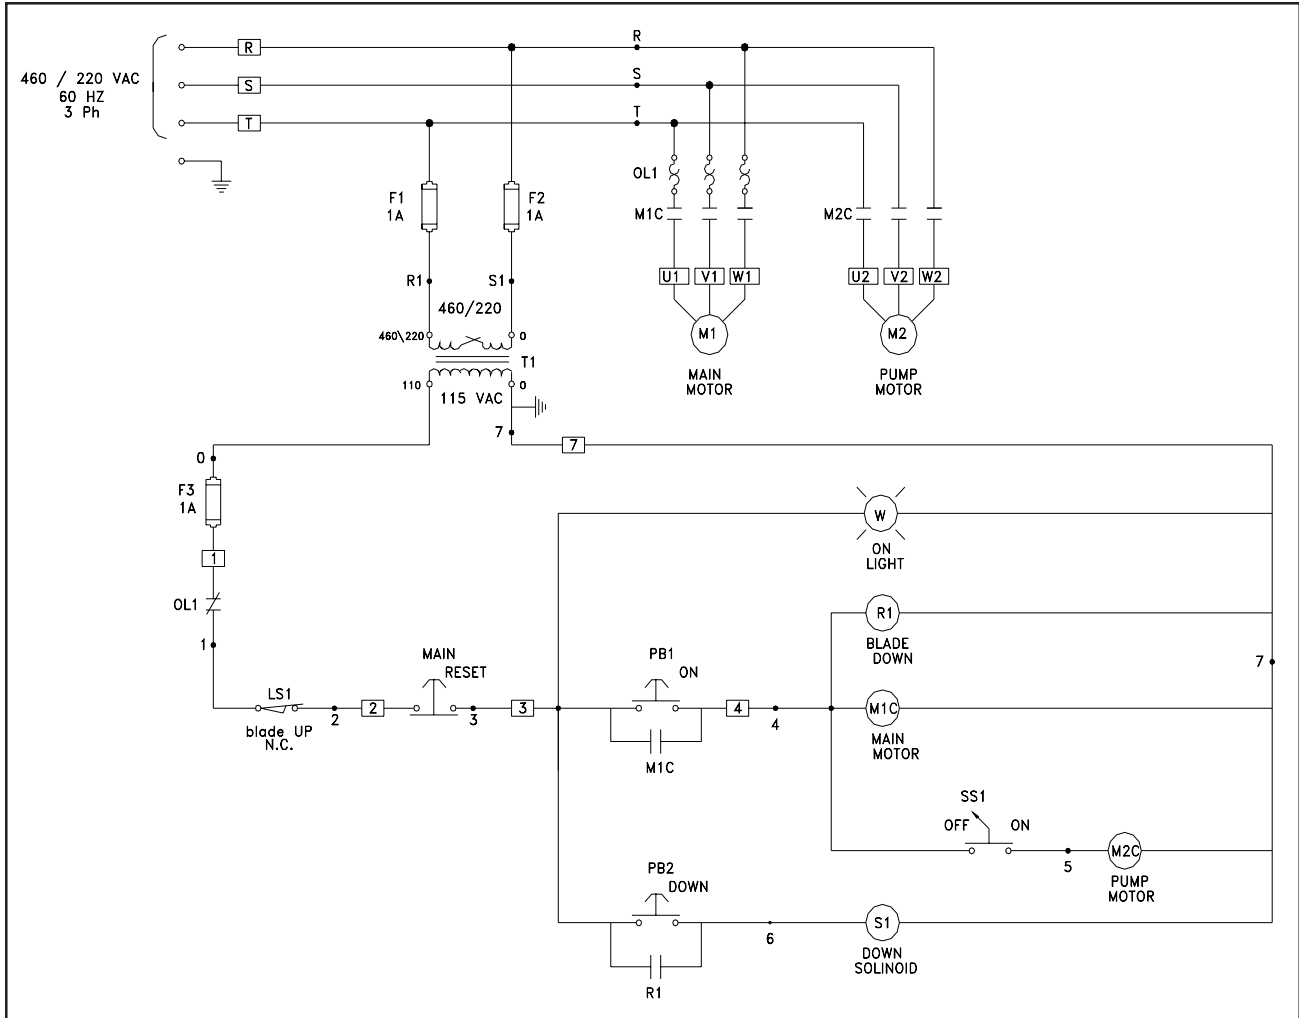 R
R
S
S
T
T
460 / 220 VAC
60 HZ
3 Ph
OL1
F1
1A
F2
1A
M1C
M2C
R1
S1
U1
V1
W1
U2
V2
W2
460/220
460\220
0
M1
M2
T1
MAIN
MOTOR
PUMP
MOTOR
110
0
115 VAC
7
7
0
F3
1A
W
ON
LIGHT
1
OL1
R1
BLADE
DOWN
1
7
MAIN
RESET
PB1
ON
LS1
2
2
3
3
4
4
M1C
blade UP
N.C.
MAIN
MOTOR
M1C
SS1
OFF
ON
5
M2C
PUMP
MOTOR
PB2
DOWN
6
S1
DOWN
SOLINOID
R1